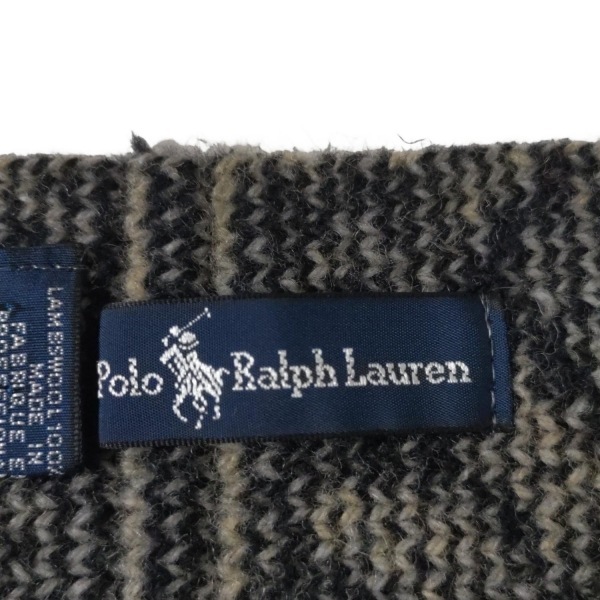 Polo Ralph Lauren
LAMBSWOOL 100%
MADE IN
FABRIQUE